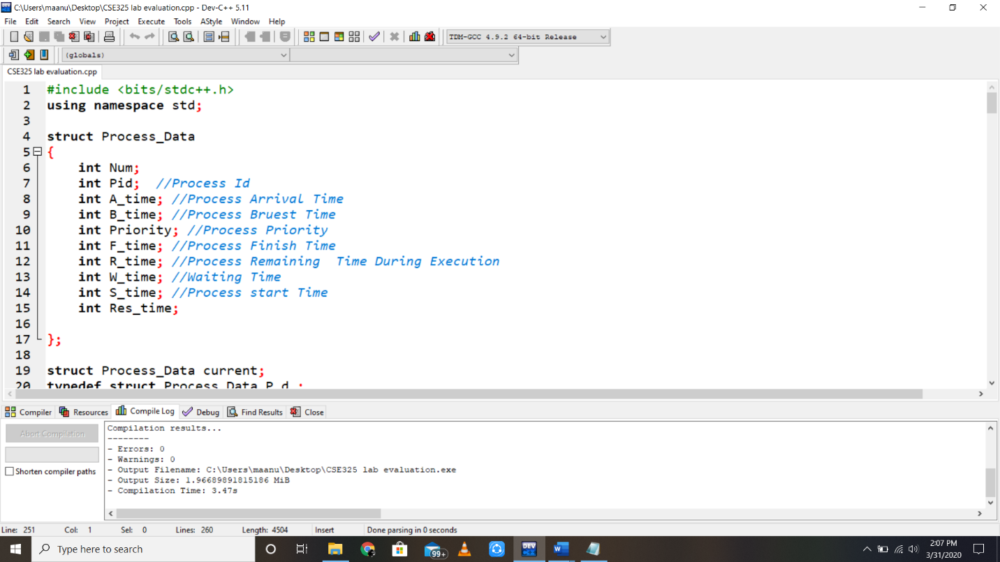 C:\Users\maanu\Desktop\CSE325 lab evaluation.cpp - Dev-C++ 5.11
File Edit Search View Project Execute Tools AStyle Window Help
TDM-GCC 4.9.2 64-bit Release
(globals)
CSE325 lab evaluation.cpp
1 #include <bits/stdc++.h>
2 using namespace std;
3
4 struct Process_Data
5 {
6 int Num;
7 int Pid; //Process Id
8 int A_time; //Process Arrival Time
9 int B_time; //Process Bruest Time
10 int Priority; //Process Priority
11 int F_time; //Process Finish Time
12 int R_time; //Process Remaining Time During Execution
13 int W_time; //Waiting Time
14 int S_time; //Process start Time
15 int Res_time;
16
17 };
18
19 struct Process_Data current;
20 typedef struct Process_Data P_d ;
Compiler Resources Compile Log Debug Find Results Close
Abort Compilation
Shorten compiler paths
Compilation results...
--------
- Errors: 0
- Warnings: 0
- Output Filename: C:\Users\maanu\Desktop\CSE325 lab evaluation.exe
- Output Size: 1.96689891815186 MiB
- Compilation Time: 3.47s
Line: 251 Col: 1 Sel: 0 Lines: 260 Length: 4504 Insert Done parsing in 0 seconds
Type here to search
99+
DEV
W
2:07 PM
3/31/2020